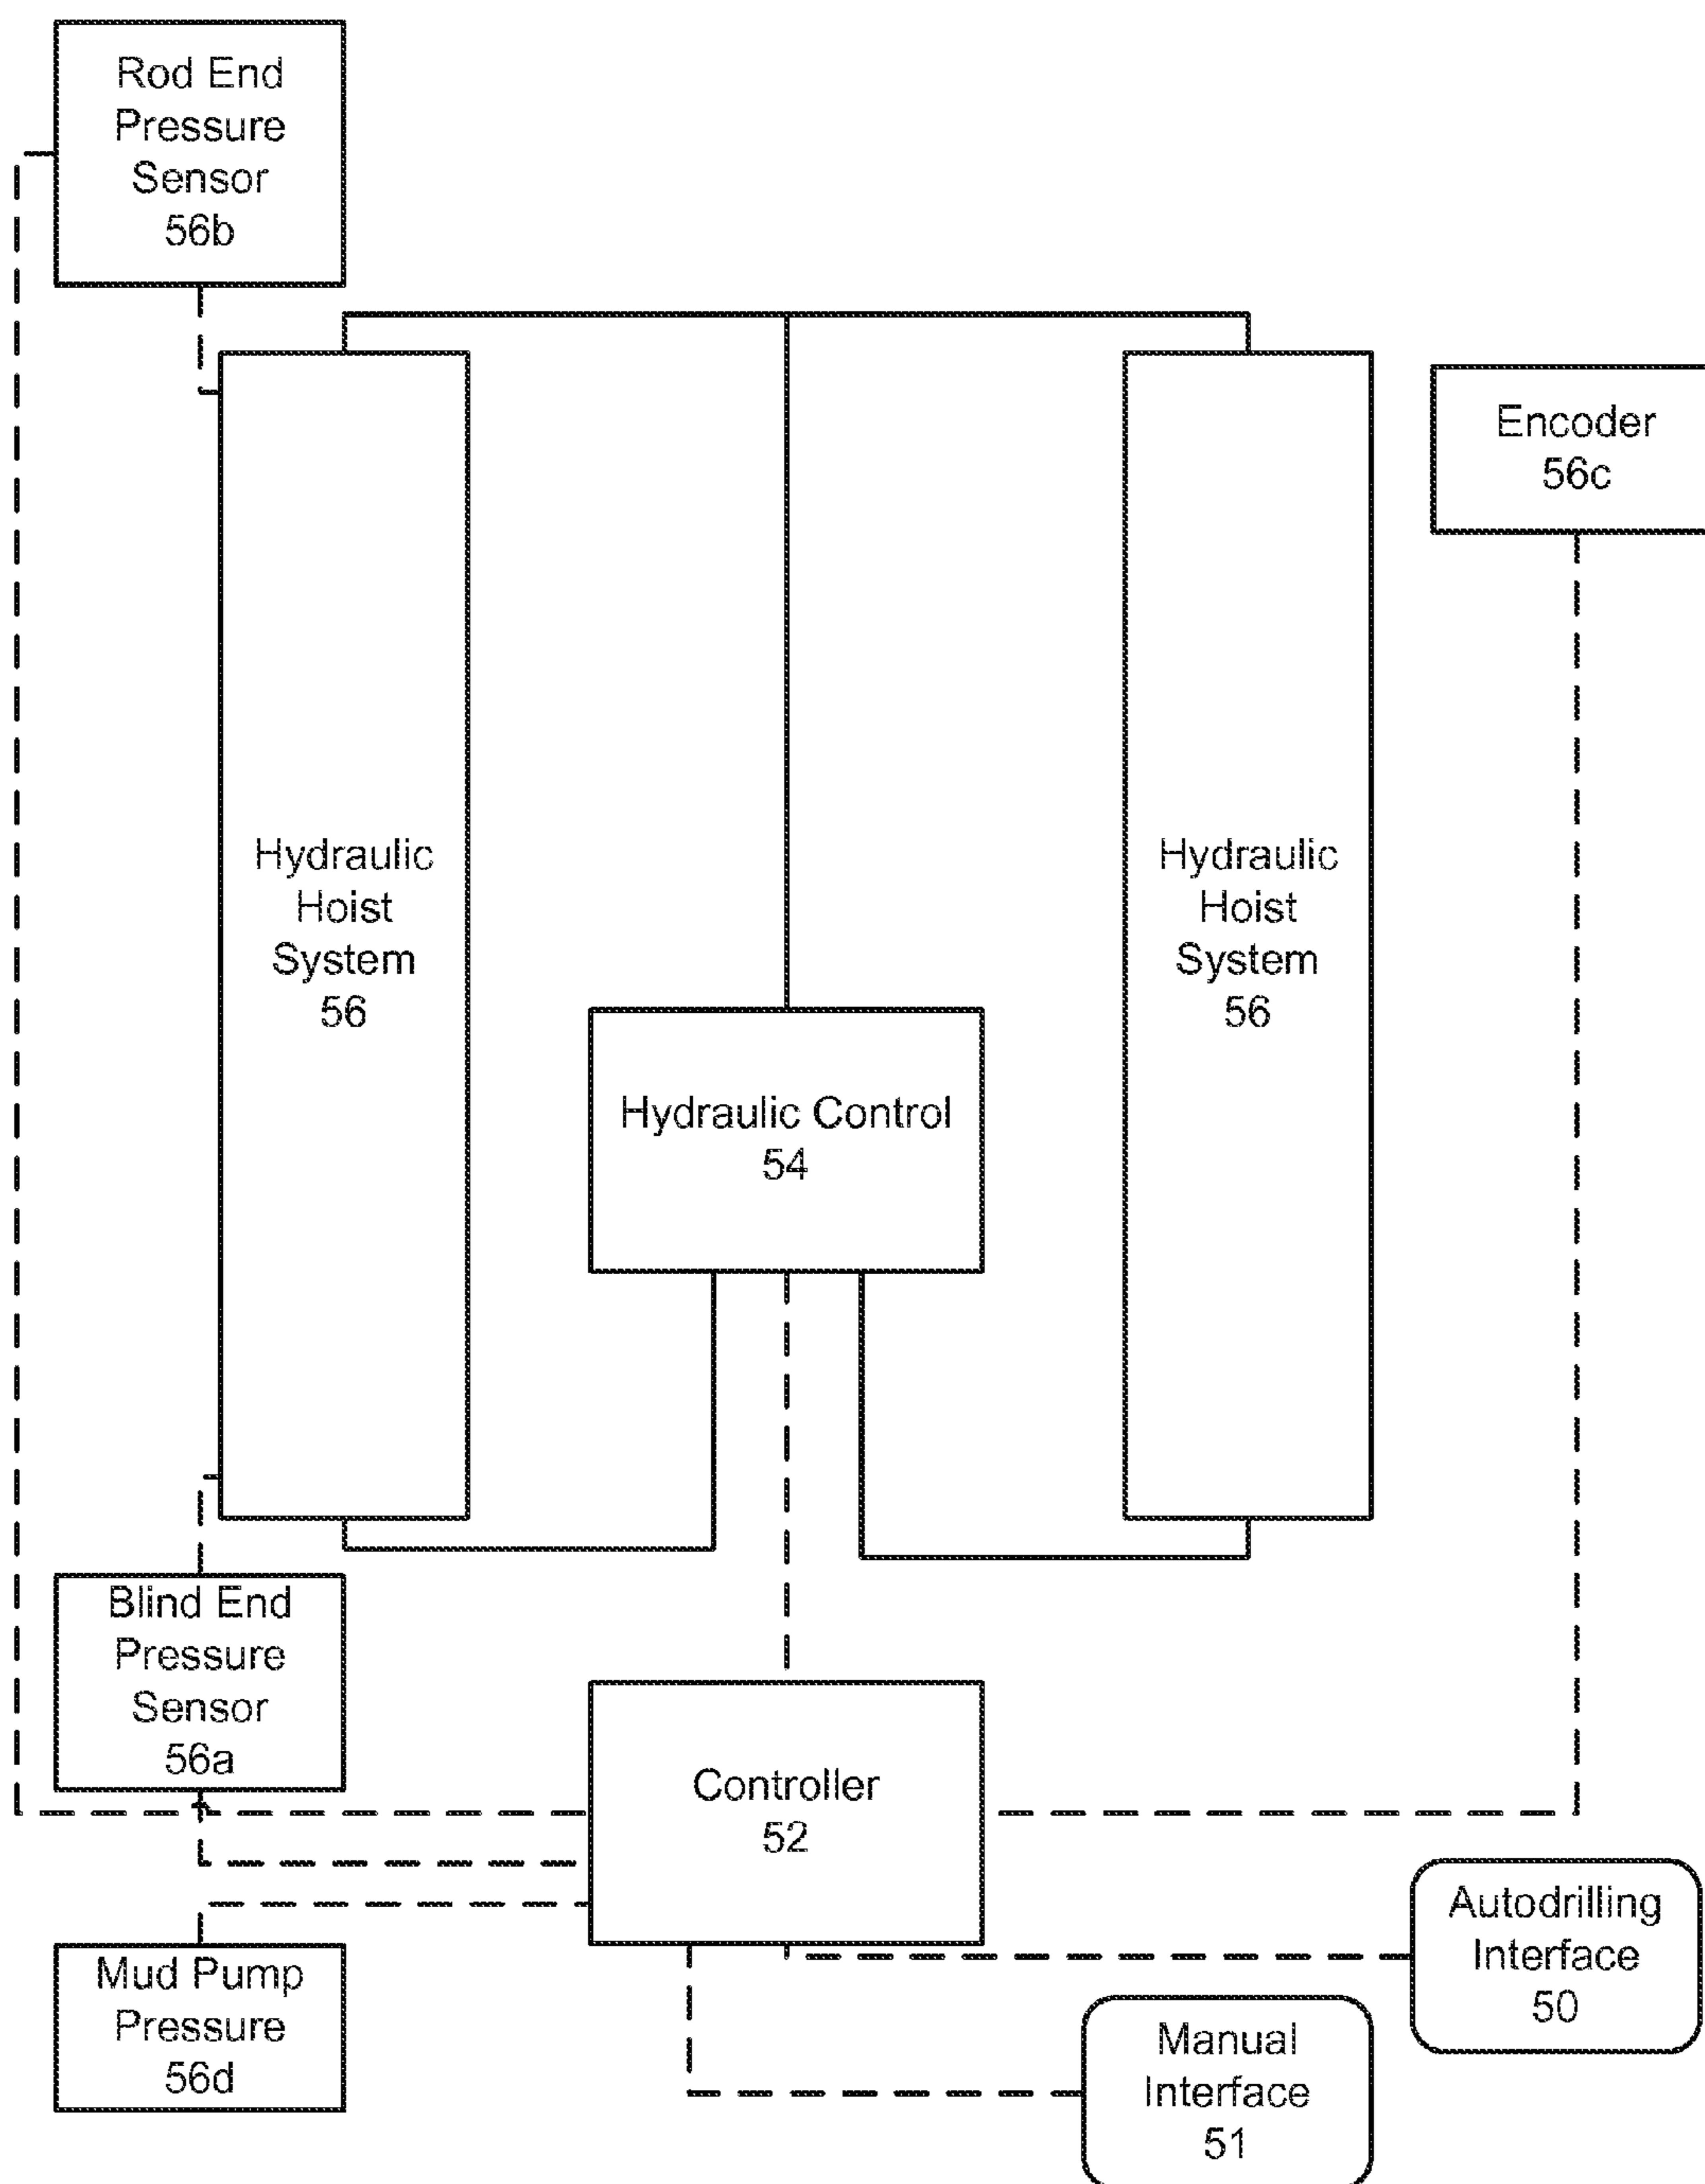 Rod End
Pressure
Sensor
56b
Encoder
56c
Hydraulic
Hoist
System
56
Hydraulic
Hoist
System
56
Hydraulic Control
54
Blind End
Pressure
Sensor
56a
Controller
52
Autodrilling
Interface
50
Mud Pump
Pressure
56d
Manual
Interface
51